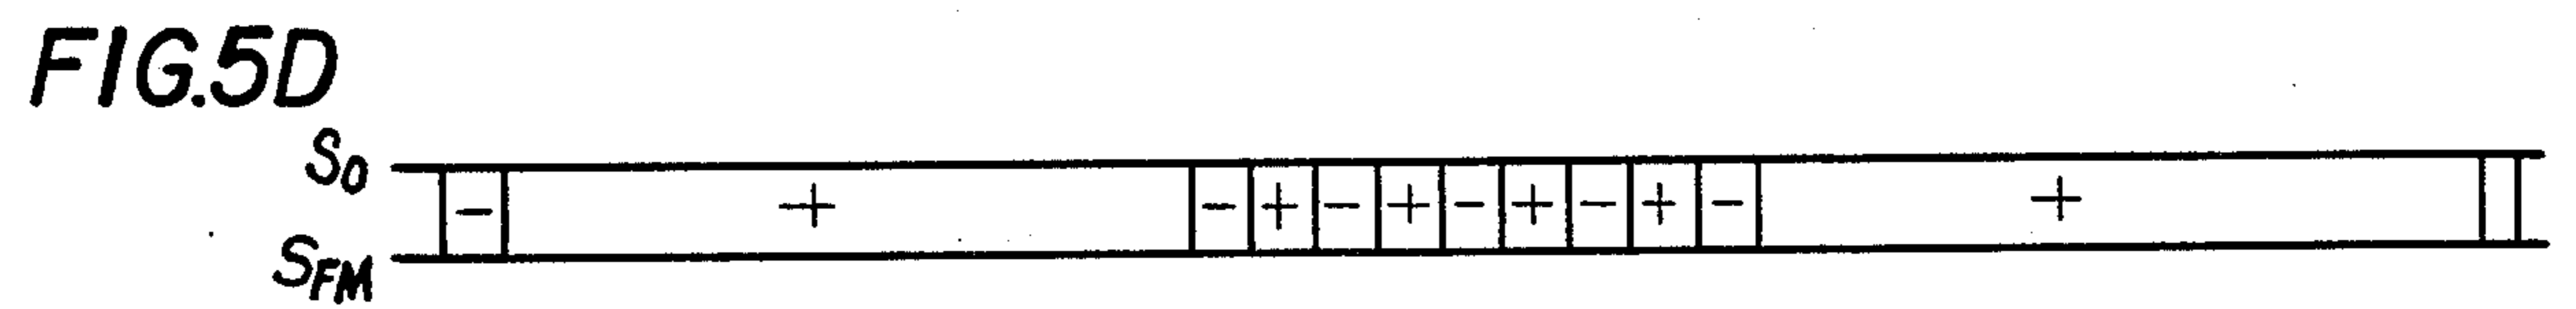 FIG.5D
S0
- + - + - + - + - + - +
SFM